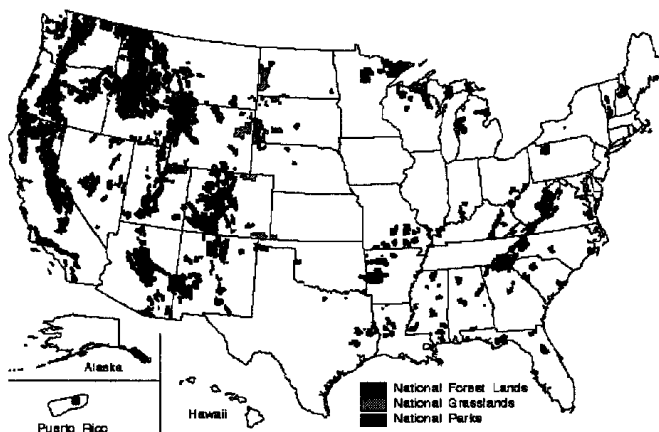 Alaska
Puerto Rico
Hawaii
National Forest Lands
National Grasslands
National Parks